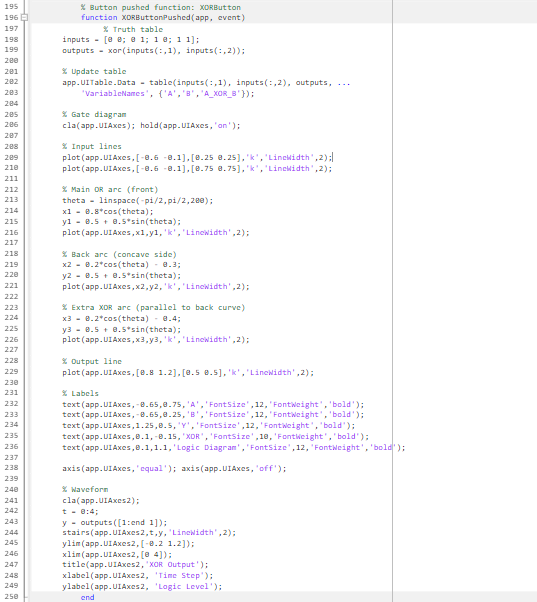 195 % Button pushed function: XORButton
196 function XORButtonPushed(app, event)
197 % Truth table
198 inputs = [0 0; 0 1; 1 0; 1 1];
199 outputs = xor(inputs(:,1), inputs(:,2));
200
201 % Update table
202 app.UITable.Data = table(inputs(:,1), inputs(:,2), outputs, ...
203 'VariableNames', {'A','B','A_XOR_B'});
204
205 % Gate diagram
206 cla(app.UIAxes); hold(app.UIAxes,'on');
207
208 % Input lines
209 plot(app.UIAxes,[-0.6 -0.1],[0.25 0.25],'k','LineWidth',2);
210 plot(app.UIAxes,[-0.6 -0.1],[0.75 0.75],'k','LineWidth',2);
211
212 % Main OR arc (front)
213 theta = linspace(-pi/2,pi/2,200);
214 x1 = 0.8*cos(theta);
215 y1 = 0.5 + 0.5*sin(theta);
216 plot(app.UIAxes,x1,y1,'k','LineWidth',2);
217
218 % Back arc (concave side)
219 x2 = 0.2*cos(theta) - 0.3;
220 y2 = 0.5 + 0.5*sin(theta);
221 plot(app.UIAxes,x2,y2,'k','LineWidth',2);
222
223 % Extra XOR arc (parallel to back curve)
224 x3 = 0.2*cos(theta) - 0.4;
225 y3 = 0.5 + 0.5*sin(theta);
226 plot(app.UIAxes,x3,y3,'k','LineWidth',2);
227
228 % Output line
229 plot(app.UIAxes,[0.8 1.2],[0.5 0.5],'k','LineWidth',2);
230
231 % Labels
232 text(app.UIAxes,-0.65,0.75,'A','FontSize',12,'FontWeight','bold');
233 text(app.UIAxes,-0.65,0.25,'B','FontSize',12,'FontWeight','bold');
234 text(app.UIAxes,1.25,0.5,'Y','FontSize',12,'FontWeight','bold');
235 text(app.UIAxes,0.1,-0.15,'XOR','FontSize',10,'FontWeight','bold');
236 text(app.UIAxes,0.1,1.1,'Logic Diagram','FontSize',12,'FontWeight','bold');
237
238 axis(app.UIAxes,'equal'); axis(app.UIAxes,'off');
239
240 % Waveform
241 cla(app.UIAxes2);
242 t = 0:4;
243 y = outputs([1:end 1]);
244 stairs(app.UIAxes2,t,y,'LineWidth',2);
245 ylim(app.UIAxes2,[-0.2 1.2]);
246 xlim(app.UIAxes2,[0 4]);
247 title(app.UIAxes2,'XOR Output');
248 xlabel(app.UIAxes2, 'Time Step');
249 ylabel(app.UIAxes2, 'Logic Level');
250 end